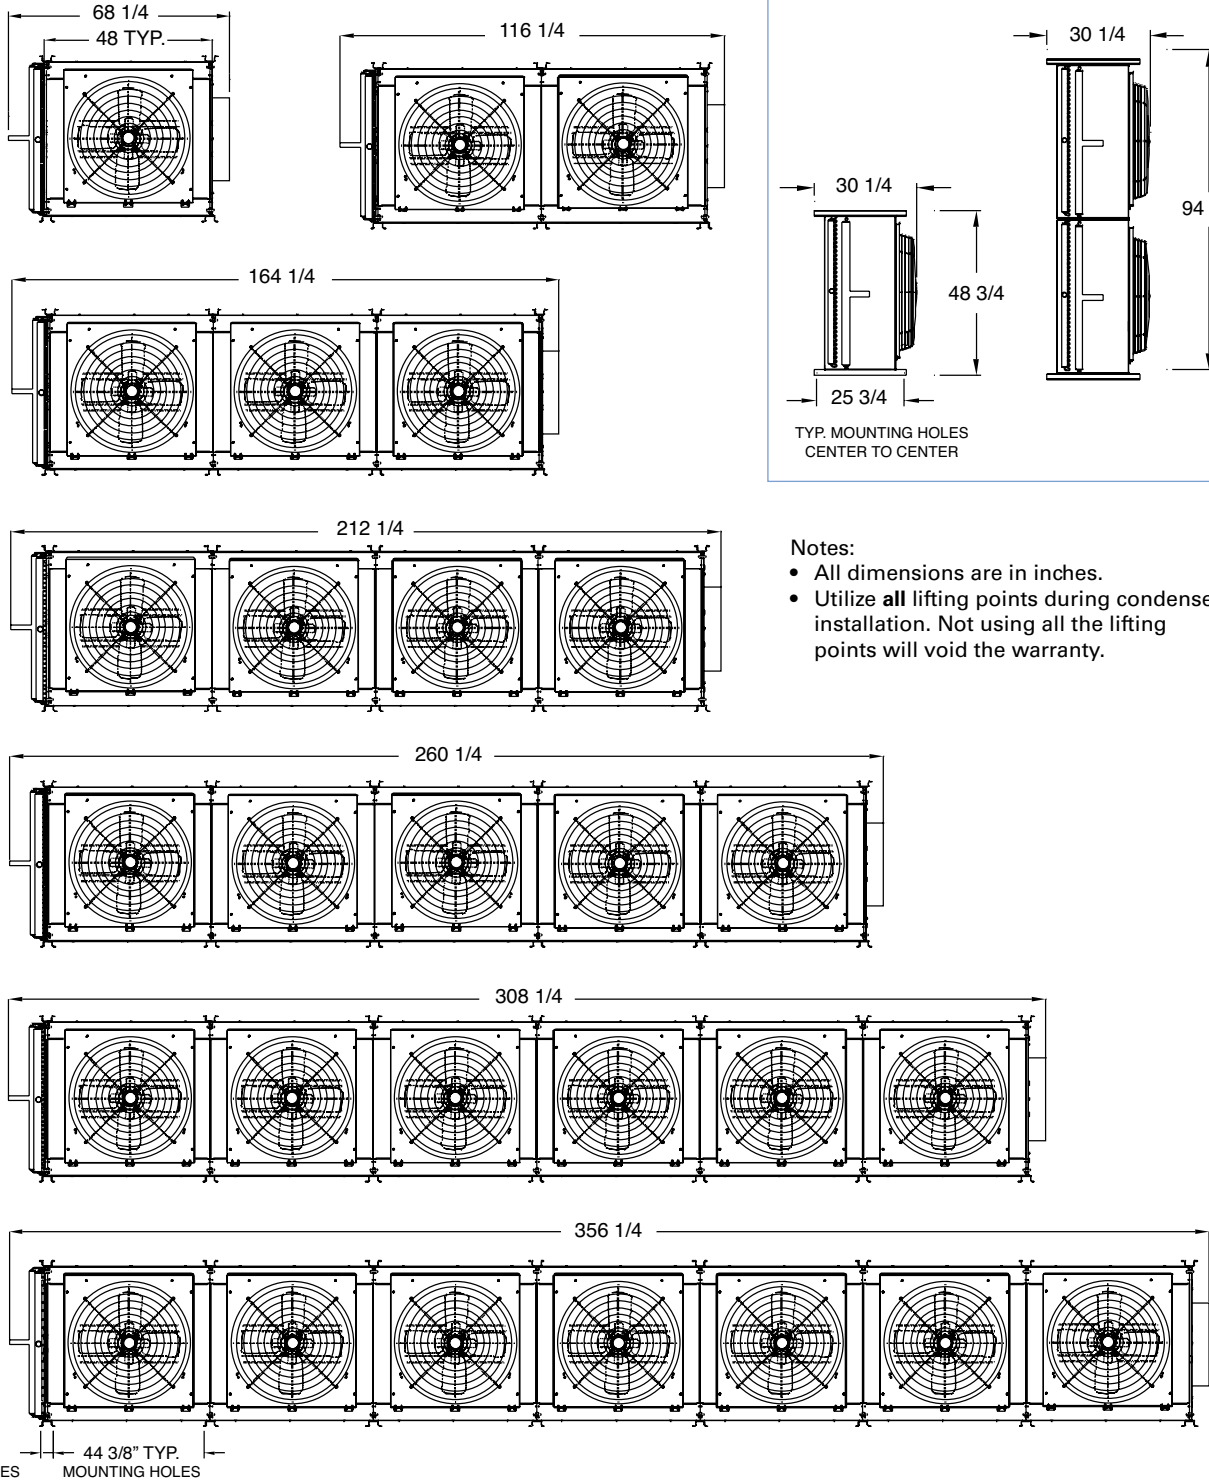 68 1/4
48 TYP.
116 1/4
30 1/4
94
30 1/4
48 3/4
25 3/4
TYP. MOUNTING HOLES
CENTER TO CENTER
164 1/4
212 1/4
Notes:
• All dimensions are in inches.
• Utilize all lifting points during condense
installation. Not using all the lifting
points will void the warranty.
260 1/4
308 1/4
356 1/4
44 3/8” TYP.
ES MOUNTING HOLES